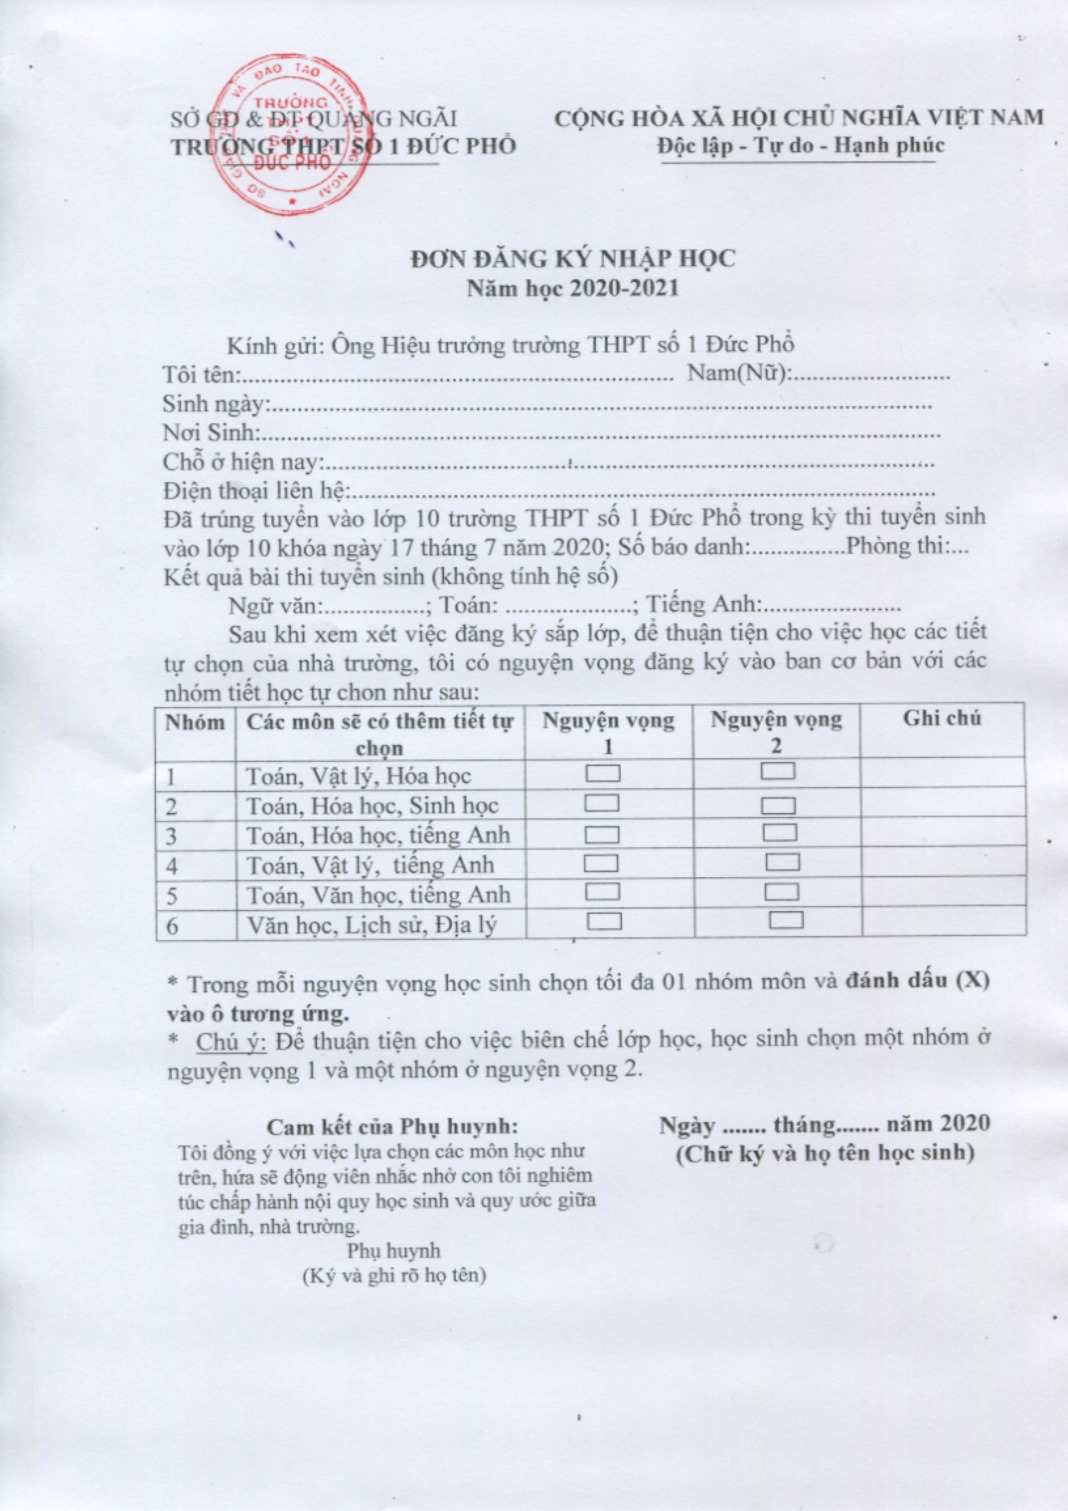 SỞ GIÁO DỤC VÀ ĐÀO TẠO TỈNH QUẢNG NGÃI
TRƯỜNG
THPT
SỐ 1
ĐỨC PHỔ
SỞ GD & ĐT QUẢNG NGÃI
TRƯỜNG THPT SỐ 1 ĐỨC PHỔ
CỘNG HÒA XÃ HỘI CHỦ NGHĨA VIỆT NAM
Độc lập - Tự do - Hạnh phúc
ĐƠN ĐĂNG KÝ NHẬP HỌC
Năm học 2020-2021
Kính gửi: Ông Hiệu trưởng trường THPT số 1 Đức Phổ
Tôi tên:.................................................................... Nam(Nữ):.........................
Sinh ngày:.........................................................................................................
Nơi Sinh:............................................................................................................
Chỗ ở hiện nay:.................................................................................................
Điện thoại liên hệ:.............................................................................................
Đã trúng tuyển vào lớp 10 trường THPT số 1 Đức Phổ trong kỳ thi tuyển sinh
vào lớp 10 khóa ngày 17 tháng 7 năm 2020; Số báo danh:...............Phòng thi:...
Kết quả bài thi tuyển sinh (không tính hệ số)
Ngữ văn:................; Toán: ....................; Tiếng Anh:......................
Sau khi xem xét việc đăng ký sắp lớp, để thuận tiện cho việc học các tiết
tự chọn của nhà trường, tôi có nguyện vọng đăng ký vào ban cơ bản với các
nhóm tiết học tự chon như sau:
Nhóm Các môn sẽ có thêm tiết tự chọn Nguyện vọng 1 Nguyện vọng 2 Ghi chú
1 Toán, Vật lý, Hóa học
2 Toán, Hóa học, Sinh học
3 Toán, Hóa học, tiếng Anh
4 Toán, Vật lý, tiếng Anh
5 Toán, Văn học, tiếng Anh
6 Văn học, Lịch sử, Địa lý
* Trong mỗi nguyện vọng học sinh chọn tối đa 01 nhóm môn và đánh dấu (X)
vào ô tương ứng.
* Chú ý: Để thuận tiện cho việc biên chế lớp học, học sinh chọn một nhóm ở
nguyện vọng 1 và một nhóm ở nguyện vọng 2.
Cam kết của Phụ huynh:
Tôi đồng ý với việc lựa chọn các môn học như
trên, hứa sẽ động viên nhắc nhở con tôi nghiêm
túc chấp hành nội quy học sinh và quy ước giữa
gia đình, nhà trường.
Phụ huynh
(Ký và ghi rõ họ tên)
Ngày ....... tháng....... năm 2020
(Chữ ký và họ tên học sinh)